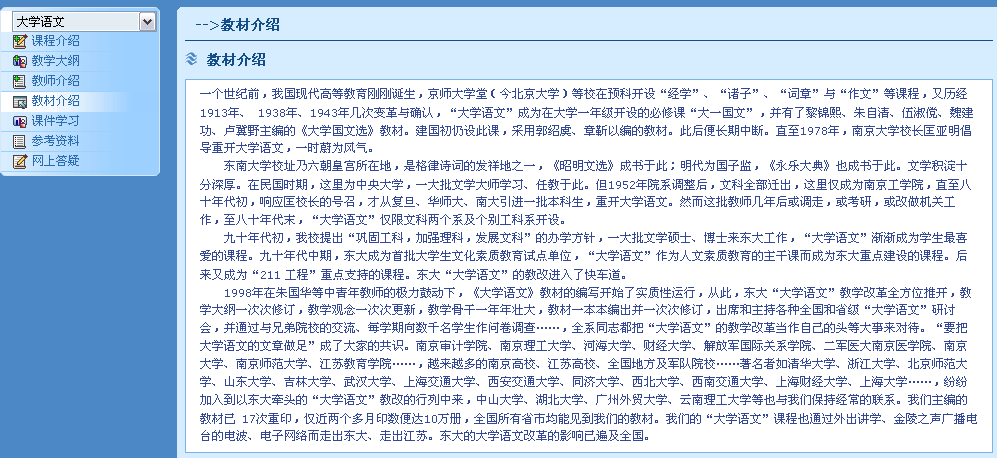 大学语文
课程介绍
教学大纲
教师介绍
教材介绍
课件学习
参考资料
网上答疑
-->教材介绍
教材介绍
一个世纪前，我国现代高等教育刚刚诞生，京师大学堂（今北京大学）等校在预科开设“经学”、“诸子”、“词章”与“作文”等课程，又历经
1913年、 1938年、1943年几次变革与确认，“大学语文”成为在大学一年级开设的必修课“大一国文”，并有了黎锦熙、朱自清、伍淑傥、魏建
功、卢冀野主编的《大学国文选》教材。建国初仍设此课，采用郭绍虞、章靳以编的教材。此后便长期中断。直至1978年，南京大学校长匡亚明倡
导重开大学语文，一时蔚为风气。
东南大学校址乃六朝皇宫所在地，是格律诗词的发祥地之一，《昭明文选》成书于此；明代为国子监，《永乐大典》也成书于此。文学积淀十
分深厚。在民国时期，这里为中央大学，一大批文学大师学习、任教于此。但1952年院系调整后，文科全部迁出，这里仅成为南京工学院，直至八
十年代初，响应匡校长的号召，才从复旦、华师大、南大引进一批本科生，重开大学语文。然而这批教师几年后或调走，或考研，或改做机关工
作，至八十年代末，“大学语文”仅限文科两个系及个别工科系开设。
九十年代初，我校提出“巩固工科，加强理科，发展文科”的办学方针，一大批文学硕士、博士来东大工作，“大学语文”渐渐成为学生最喜
爱的课程。九十年代中期，东大成为首批大学生文化素质教育试点单位，“大学语文”作为人文素质教育的主干课而成为东大重点建设的课程。后
来又成为“211工程”重点支持的课程。东大“大学语文”的教改进入了快车道。
1998年在朱国华等中青年教师的极力鼓动下，《大学语文》教材的编写开始了实质性运行，从此，东大“大学语文”教学改革全方位推开，教
学大纲一次次修订，教学观念一次次更新，教学骨干一年年壮大，教材一本本编出并一次次修订，出席和主持各种全国和省级“大学语文”研讨
会，并通过与兄弟院校的交流、每学期向数千名学生作问卷调查……，全系同志都把“大学语文”的教学改革当作自己的头等大事来对待。“要把
大学语文的文章做足”成了大家的共识。南京审计学院、南京理工大学、河海大学、财经大学、解放军国际关系学院、二军医大南京医学院、南京
大学、南京师范大学、江苏教育学院……，越来越多的南京高校、江苏高校、全国地方及军队院校……著名者如清华大学、浙江大学、北京师范大
学、山东大学、吉林大学、武汉大学、上海交通大学、西安交通大学、同济大学、西北大学、西南交通大学、上海财经大学、上海大学……，纷纷
加入到以东大牵头的“大学语文”教改的行列中来，中山大学、湖北大学、广州外贸大学、云南理工大学等也与我们保持经常的联系。我们主编的
教材已 17次重印，仅近两个多月印数便达10万册，全国所有省市均能见到我们的教材。我们的“大学语文”课程也通过外出讲学、金陵之声广播电
台的电波、电子网络而走出东大、走出江苏。东大的大学语文改革的影响已遍及全国。